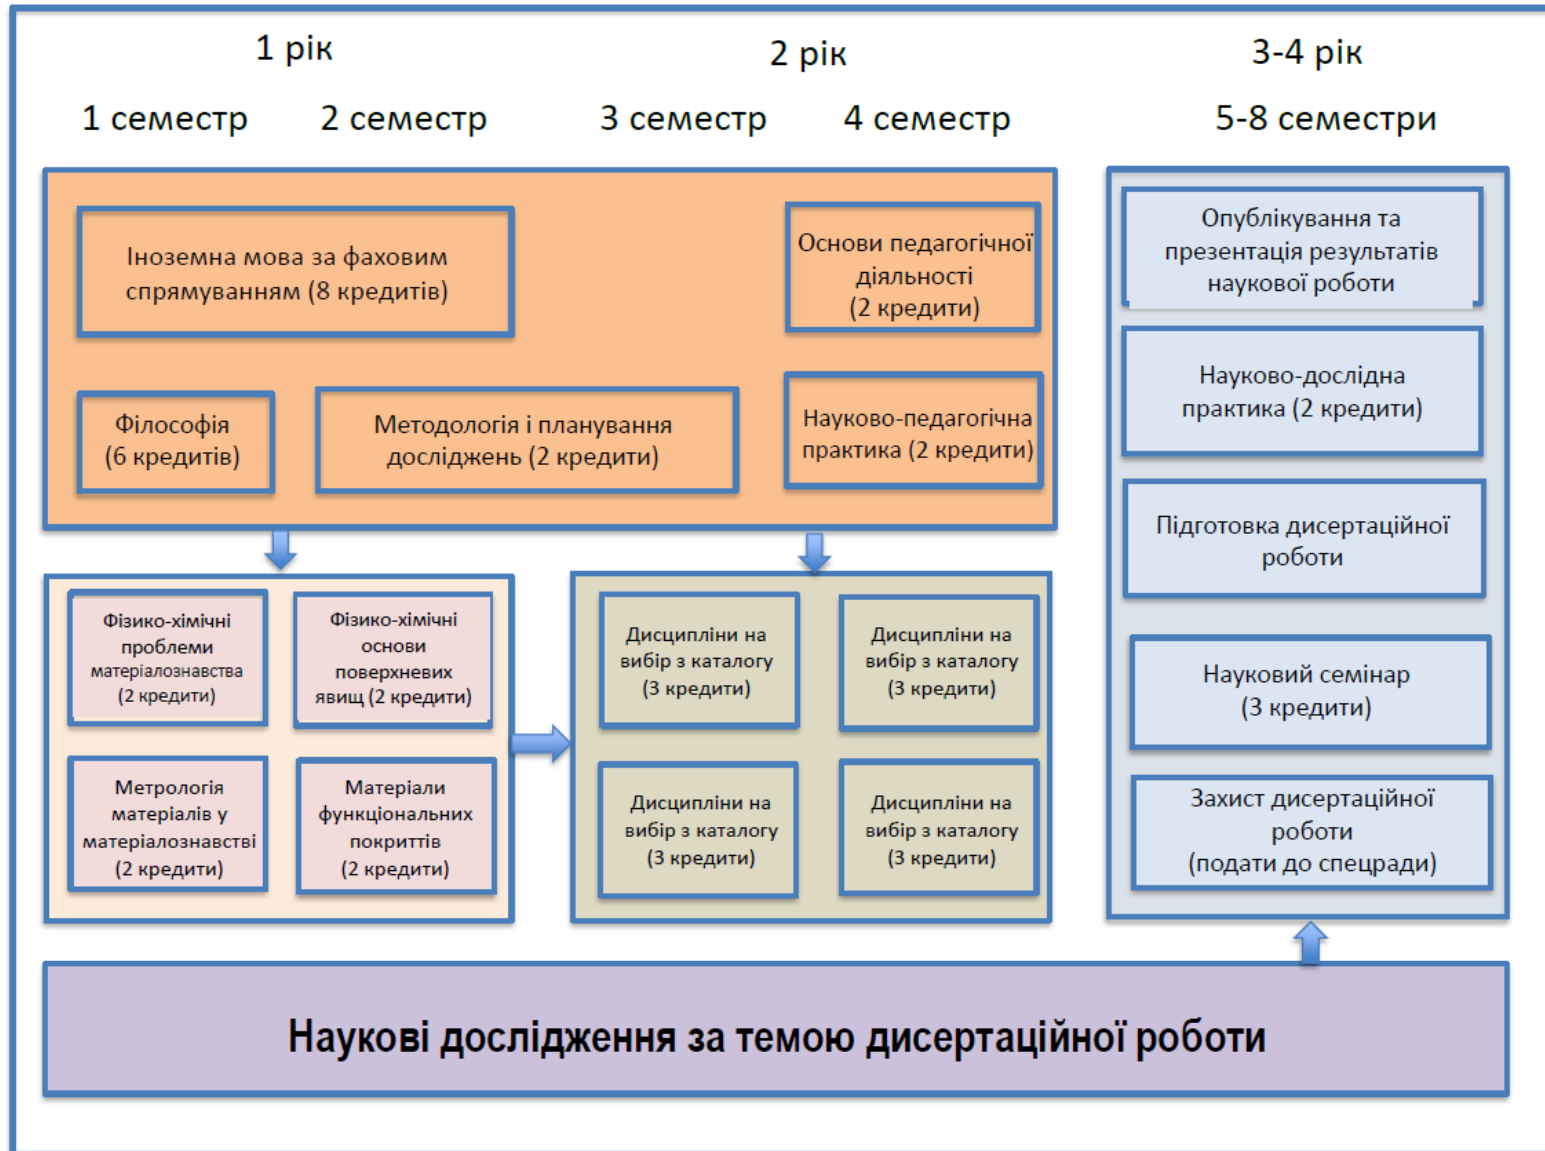 1 рік
2 рік
3-4 рік
1 семестр
2 семестр
3 семестр
4 семестр
5-8 семестри
Іноземна мова за фаховим
спрямуванням (8 кредитів)
Основи педагогічної
діяльності
(2 кредити)
Філософія
(6 кредитів)
Методологія і планування
досліджень (2 кредити)
Науково-педагогічна
практика (2 кредити)
Фізико-хімічні
проблеми
матеріалознавства
(2 кредити)
Фізико-хімічні
основи
поверхневих
явищ (2 кредити)
Метрологія
матеріалів у
матеріалознавстві
(2 кредити)
Матеріали
функціональних
покриттів
(2 кредити)
Дисципліни на
вибір з каталогу
(3 кредити)
Дисципліни на
вибір з каталогу
(3 кредити)
Дисципліни на
вибір з каталогу
(3 кредити)
Дисципліни на
вибір з каталогу
(3 кредити)
Опублікування та
презентація результатів
наукової роботи
Науково-дослідна
практика (2 кредити)
Підготовка дисертаційної
роботи
Науковий семінар
(3 кредити)
Захист дисертаційної
роботи
(подати до спецради)
Наукові дослідження за темою дисертаційної роботи